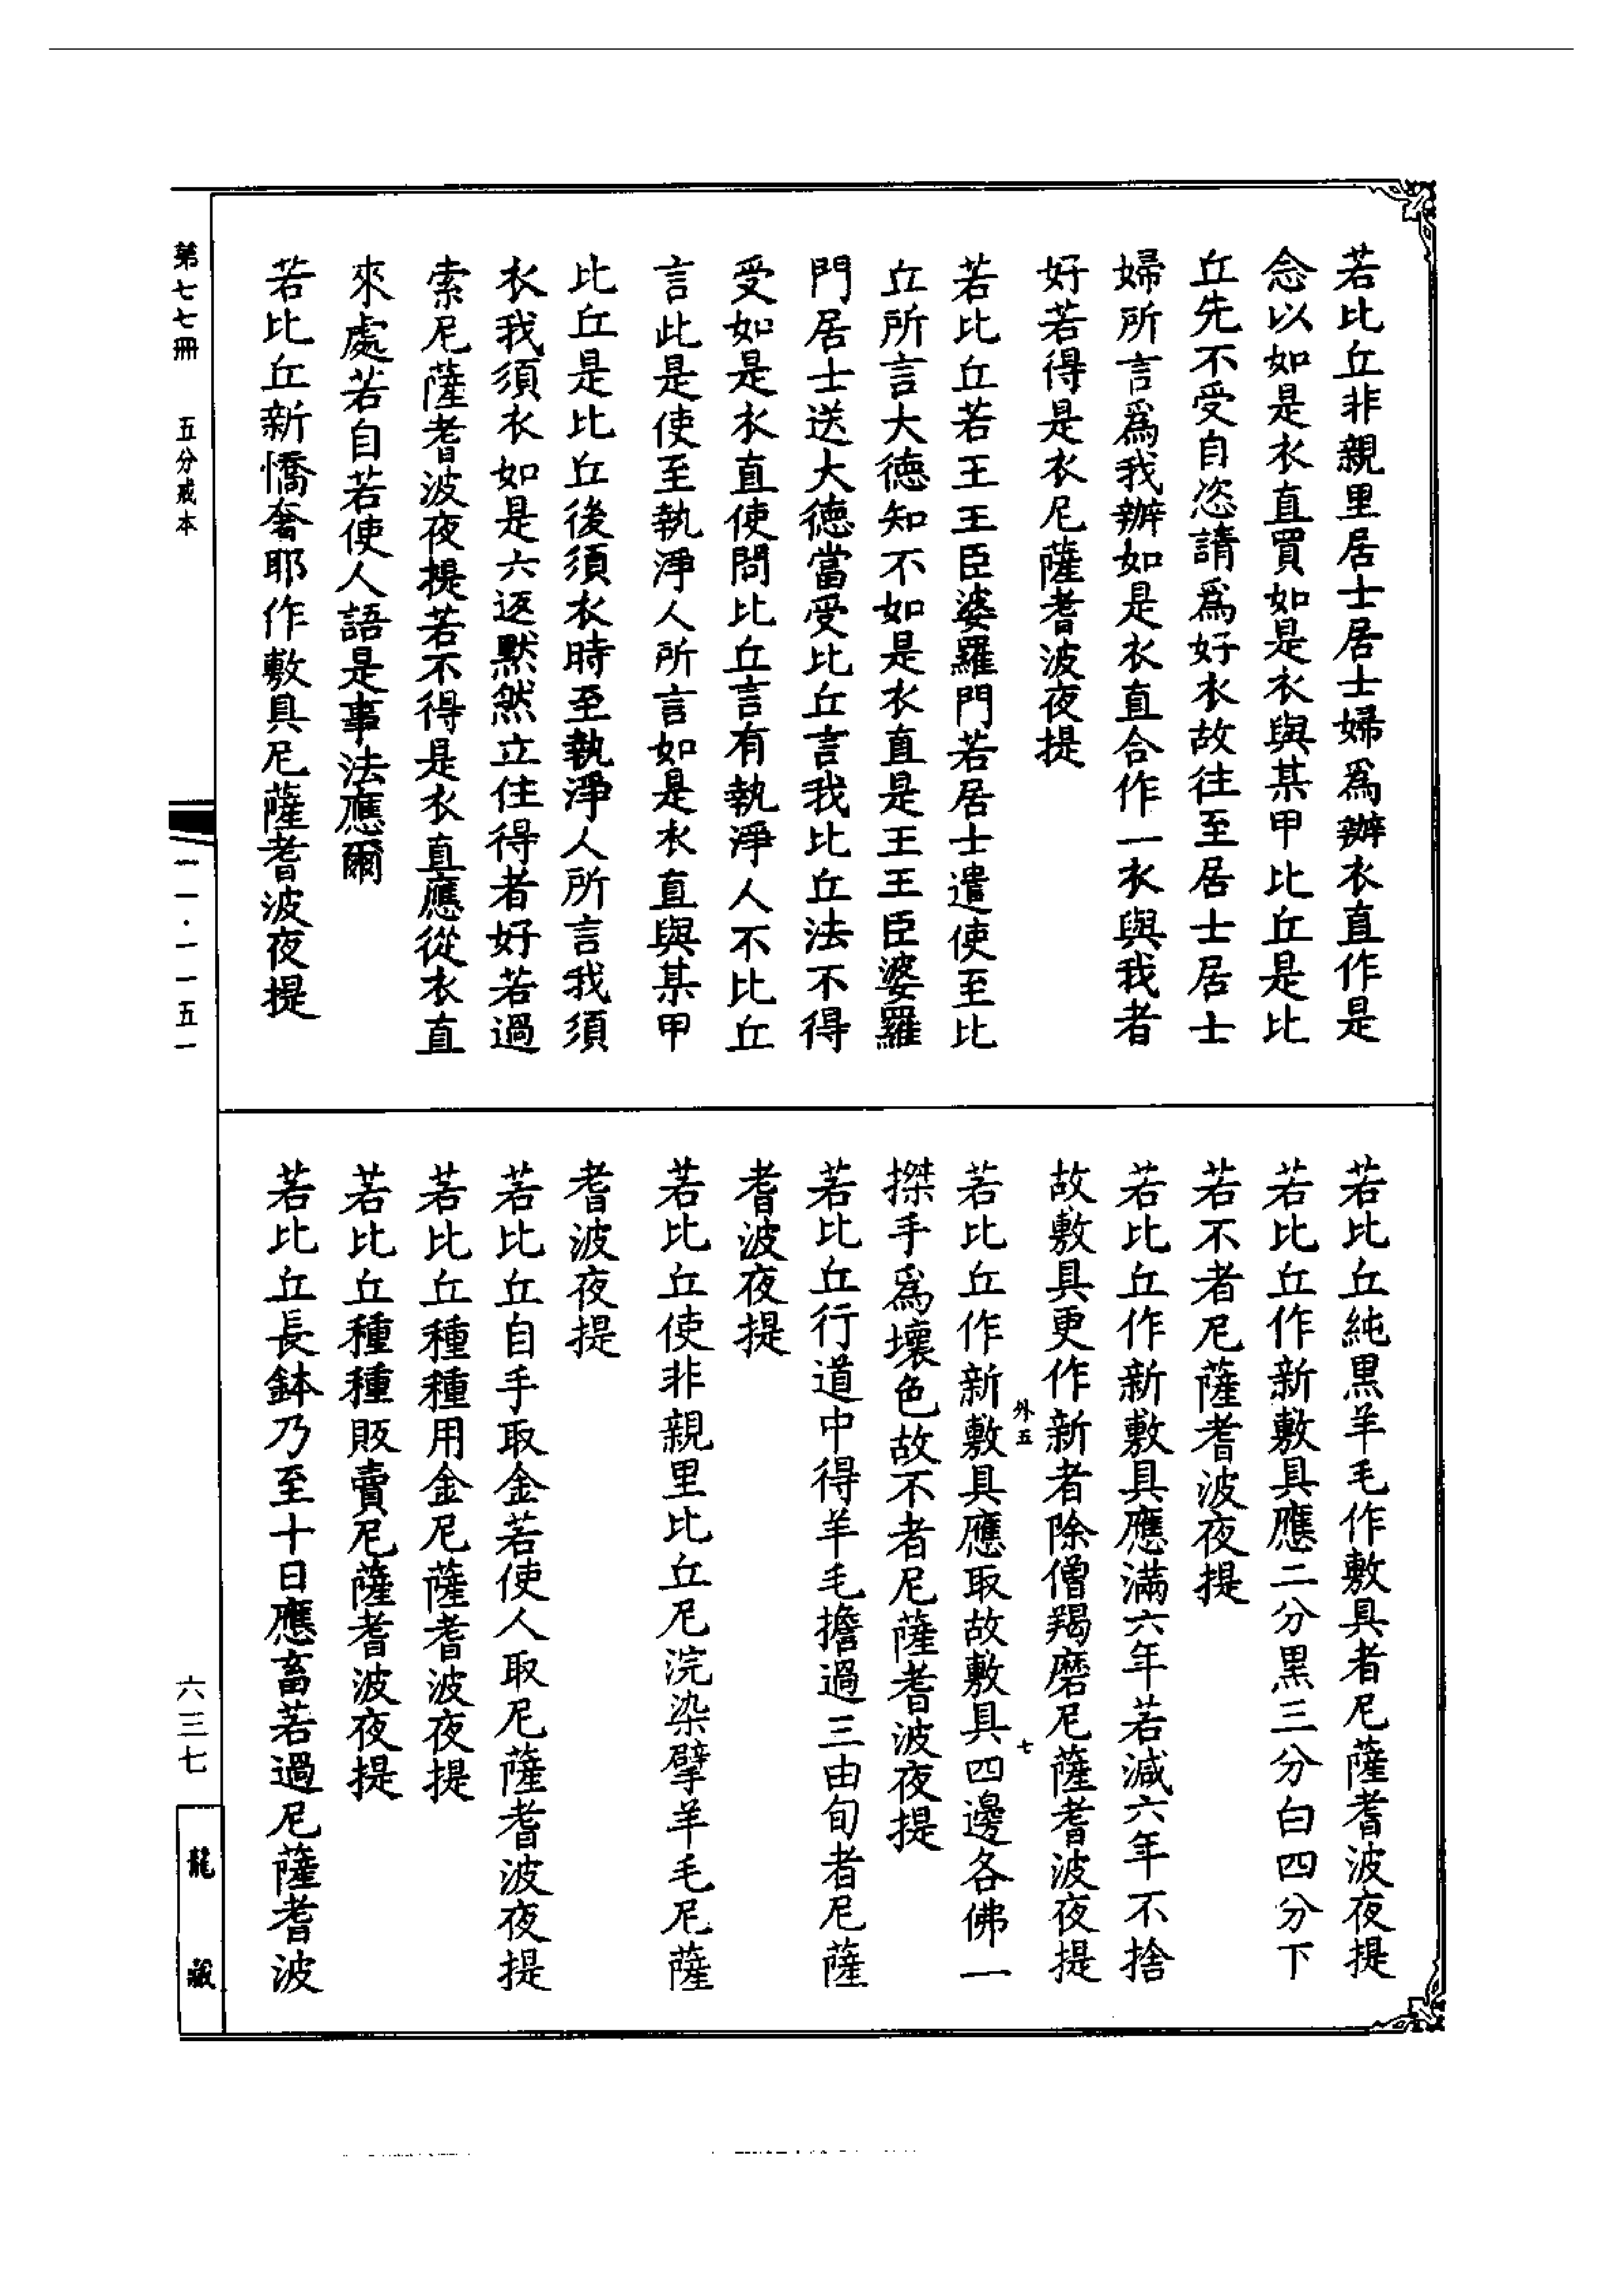 若比丘非親里居士居士婦爲辦衣直作是
念以如是衣直買如是衣與某甲比丘是比
丘先不受自恣請爲好衣故往至居士居士
婦所言爲我辦如是衣直合作一衣與我者
好若得是衣尼薩耆波夜提
若比丘若王王臣婆羅門若居士遣使至比
丘所言大德知不如是衣直是王王臣婆羅
門居士送大德當受比丘言我比丘法不得
受如是衣直使問比丘言有執淨人不比丘
言此是使至執淨人所言如是衣直與某甲
比丘是比丘後須衣時至執淨人所言我須
衣我須衣如是六返默然立住得者好若過
索尼薩耆波夜提若不得是衣直應從衣直
來處若自若使人語是事法應爾
若比丘新憍奢耶作敷具尼薩耆波夜提
若比丘純黑羊毛作敷具者尼薩耆波夜提
若比丘作新敷具應二分黑三分白四分下
若不者尼薩耆波夜提
若比丘作新敷具應滿六年若減六年不捨
故敷具更作新者除僧羯磨尼薩耆波夜提
外五 七
若比丘作新敷具應取故敷具四邊各佛一
搩手爲壞色故不者尼薩耆波夜提
若比丘行道中得羊毛擔過三由旬者尼薩
耆波夜提
若比丘使非親里比丘尼浣染擘羊毛尼薩
耆波夜提
若比丘自手取金若使人取尼薩耆波夜提
若比丘種種用金尼薩耆波夜提
若比丘種種販賣尼薩耆波夜提
若比丘長鉢乃至十日應畜若過尼薩耆波
第七七冊 五分戒本
一一·一一五一
六三七
龍藏